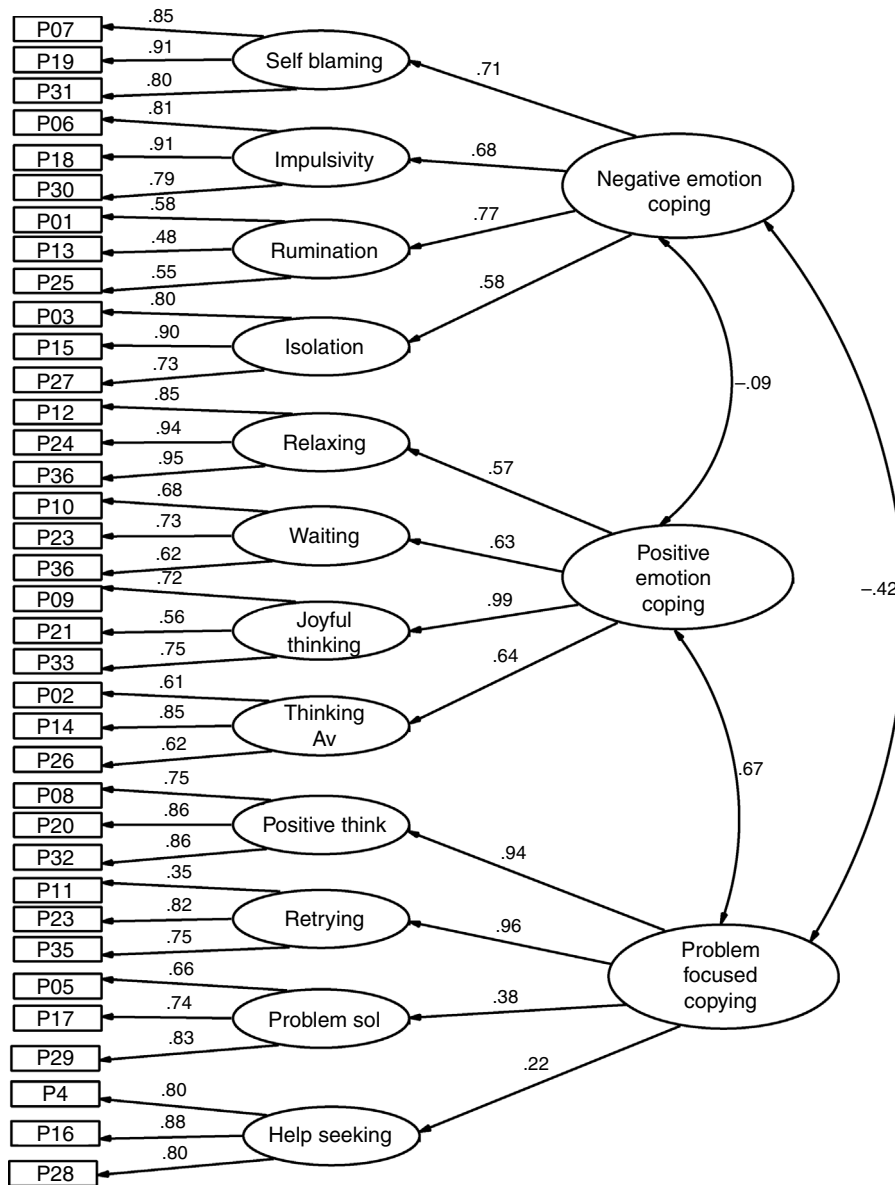 P07
.85
P19
.91
Self blaming
P31
.80
.71
P06
.81
P18
.91
Impulsivity
.68
P30
.79
Negative emotion
coping
P01
.58
P13
.48
Rumination
.77
P25
.55
P03
.80
.58
P15
.90
Isolation
P27
.73
–.09
P12
.85
P24
.94
Relaxing
P36
.95
.57
P10
.68
P23
.73
Waiting
.63
P36
.62
Positive
emotion
coping
–.42
P09
.72
P21
.56
Joyful
thinking
.99
P33
.75
P02
.61
.64
P14
.85
Thinking
Av
P26
.62
.67
P08
.75
P20
.86
Positive think
P32
.86
.94
P11
.35
P23
.82
Retrying
.96
P35
.75
Problem
focused
copying
P05
.66
P17
.74
Problem sol
.38
P29
.83
.22
P4
.80
P16
.88
Help seeking
P28
.80